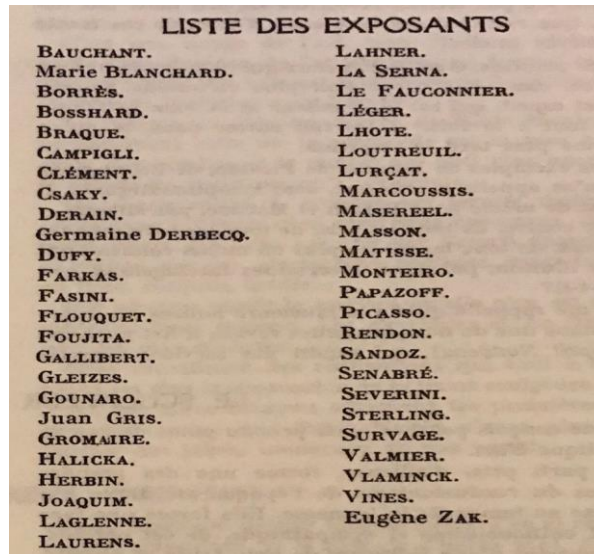 LISTE DES EXPOSANTS
BAUCHANT.
Marie BLANCHARD.
BORRÈS.
BOSSHARD.
BRAQUE.
CAMPIGLI.
CLÉMENT.
CSAKY.
DERAIN.
Germaine DERBECQ.
DUFY.
FARKAS.
FASINI.
FLOUQUET.
FOUJITA.
GALLIBERT.
GLEIZES.
GOUNARO.
Juan GRIS.
GROMAIRE.
HALICKA.
HERBIN.
JOAQUIM.
LAGLENNE.
LAURENS.
LAHNER.
LA SERNA.
LE FAUCONNIER.
LÉGER.
LHOTE.
LOUTREUIL.
LURÇAT.
MARCOUSSIS.
MASEREEL.
MASSON.
MATISSE.
MONTEIRO.
PAPAZOFF.
PICASSO.
RENDON.
SANDOZ.
SENABRÉ.
SEVERINI.
STERLING.
SURVAGE.
VALMIER.
VLAMINCK.
VINES.
Eugène ZAK.